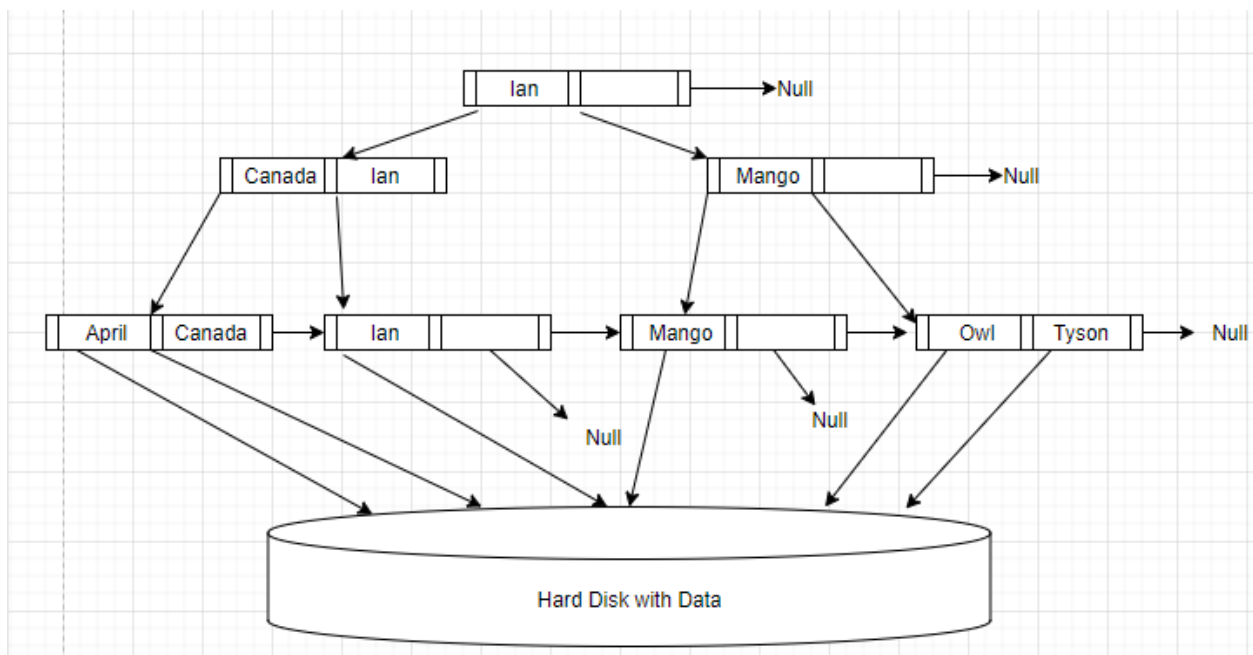 Ian Null
Canada Ian Mango Null
April Canada Ian Mango Owl Tyson Null
Null
Null
Hard Disk with Data